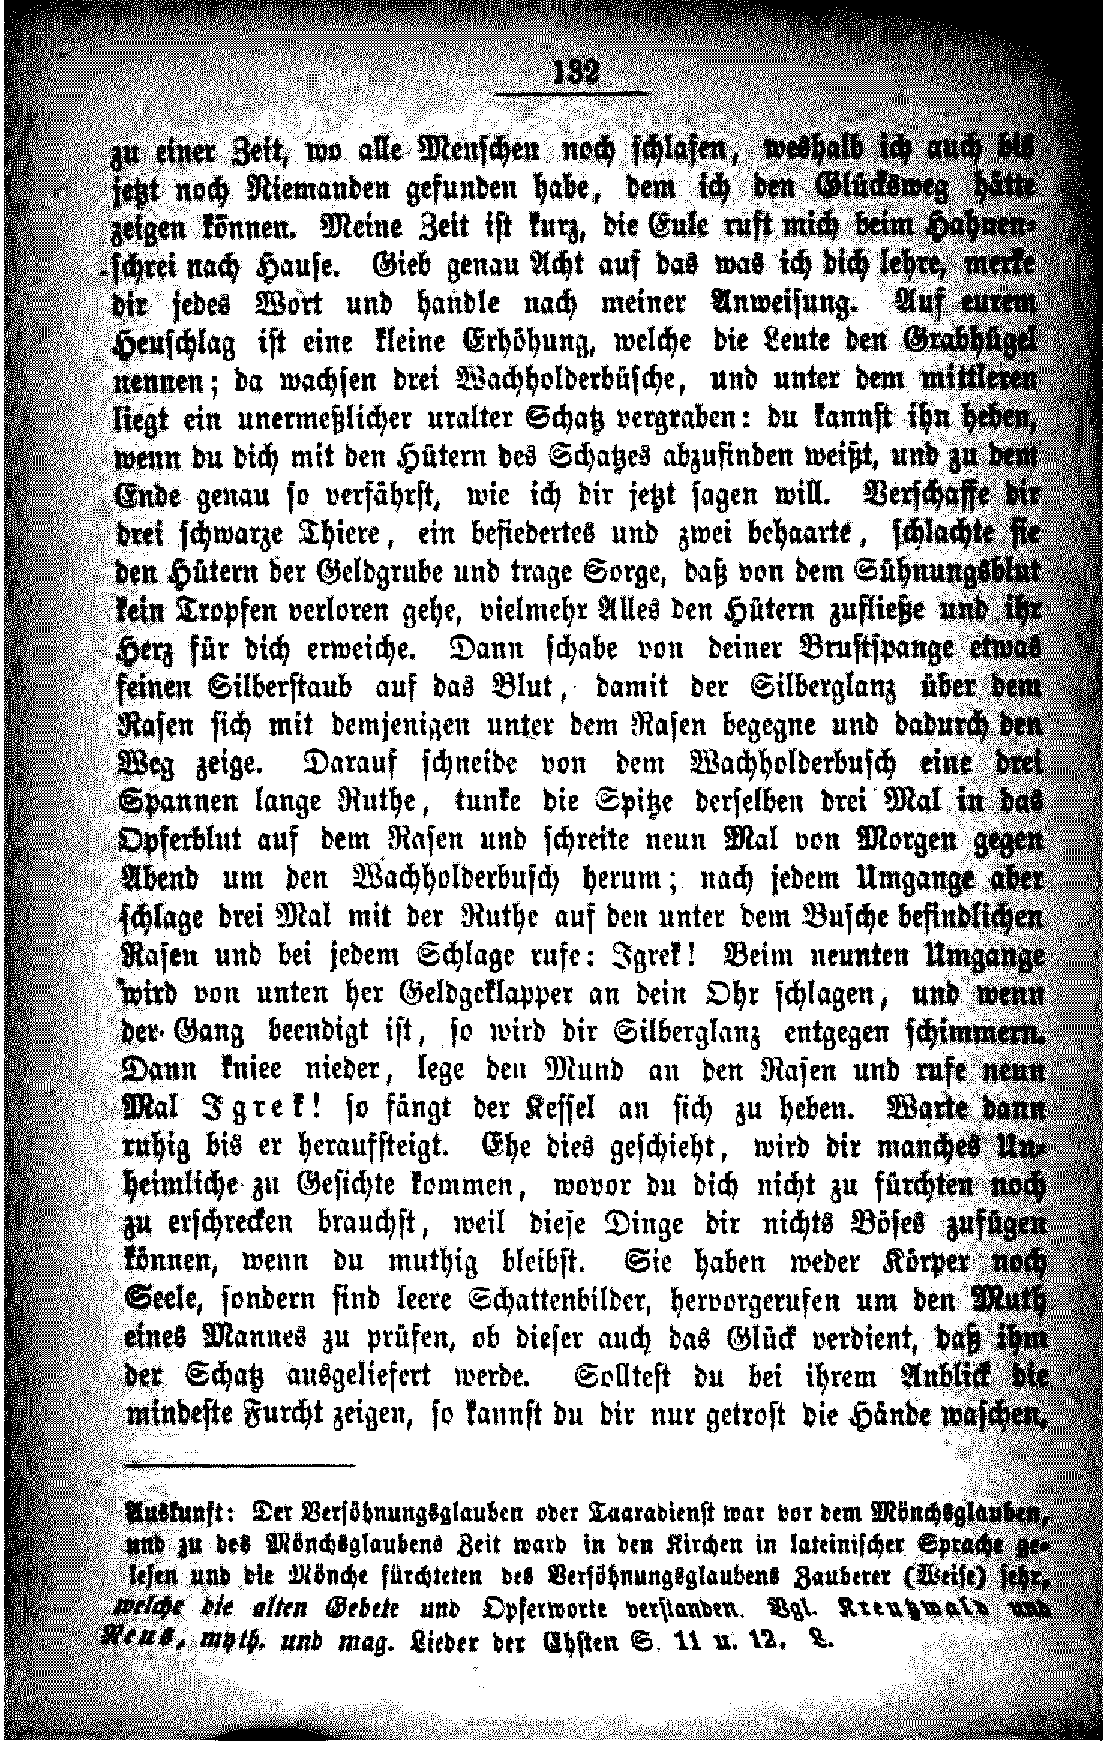 132
zu einer Zeit, wo alle Menschen noch schlafen, weshalb ich auch bis
jetzt noch Niemanden gefunden habe, dem ich den Glücksweg hätte
zeigen können. Meine Zeit ist kurz, die Eule ruft mich beim Hahnen-
schrei nach Hause. Gieb genau Acht auf das was ich dich lehre, merke
dir jedes Wort und handle nach meiner Anweisung. Auf eurem
Heuschlag ist eine kleine Erhöhung, welche die Leute den Grabhügel
nennen; da wachsen drei Wachholderbüsche, und unter dem mittleren
liegt ein unermeßlicher uralter Schatz vergraben: du kannst ihn heben,
wenn du dich mit den Hütern des Schatzes abzufinden weißt, und zu dem
Ende genau so verfährst, wie ich dir jetzt sagen will. Verschaffe dir
drei schwarze Thiere, ein befiedertes und zwei behaarte, schlachte sie
den Hütern der Geldgrube und trage Sorge, daß von dem Sühnungsblut
kein Tropfen verloren gehe, vielmehr Alles den Hütern zufließe und ihr
Herz für dich erweiche. Dann schabe von deiner Brustspange etwas
feinen Silberstaub auf das Blut, damit der Silberglanz über dem
Rasen sich mit demjenigen unter dem Rasen begegne und dadurch den
Weg zeige. Darauf schneide von dem Wachholderbusch eine drei
Spannen lange Ruthe, tunke die Spitze derselben drei Mal in das
Opferblut auf dem Rasen und schreite neun Mal von Morgen gegen
Abend um den Wachholderbusch herum; nach jedem Umgange aber
schlage drei Mal mit der Ruthe auf den unter dem Busche befindlichen
Rasen und bei jedem Schlage rufe: Igrek! Beim neunten Umgange
wird von unten her Geldgeklapper an dein Ohr schlagen, und wenn
der Gang beendigt ist, so wird dir Silberglanz entgegen schimmern.
Dann kniee nieder, lege den Mund an den Rasen und rufe neun
Mal Igrek! so fängt der Kessel an sich zu heben. Warte dann
ruhig bis er heraufsteigt. Ehe dies geschieht, wird dir manches Un-
heimliche zu Gesichte kommen, wovor du dich nicht zu fürchten noch
zu erschrecken brauchst, weil diese Dinge dir nichts Böses zufügen
können, wenn du muthig bleibst. Sie haben weder Körper noch
Seele, sondern sind leere Schattenbilder, hervorgerufen um den Muth
eines Mannes zu prüfen, ob dieser auch das Glück verdient, daß ihm
der Schatz ausgeliefert werde. Solltest du bei ihrem Anblick die
mindeste Furcht zeigen, so kannst du dir nur getrost die Hände waschen.
Auskunft: Der Versöhnungsglauben oder Taaradienst war vor dem Mönchsglauben,
und zu des Mönchsglaubens Zeit ward in den Kirchen in lateinischer Sprache ge-
lesen und die Mönche fürchteten des Versöhnungsglaubens Zauberer (Weise) sehr,
welche die alten Gebete und Opferworte verstanden. Vgl. Kreutzwald und
Neus, myth. und mag. Lieder der Ehsten S. 11 u. 12. L.